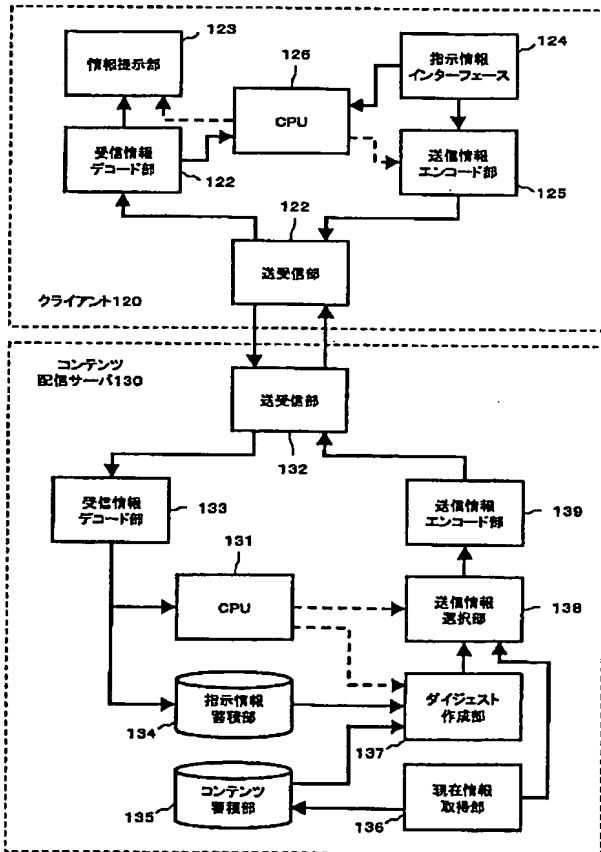 123
情報提示部
126
CPU
124
指示情報
インターフェース
受信情報
デコード部
122
送信情報
エンコード部
125
122
送受信部
クライアント120
コンテンツ
配信サーバ130
送受信部
132
受信情報
デコード部
133
送信情報
エンコード部
139
131
CPU
送信情報
選択部
138
指示情報
蓄積部
134
ダイジェスト
作成部
137
コンテンツ
蓄積部
135
現在情報
取得部
136